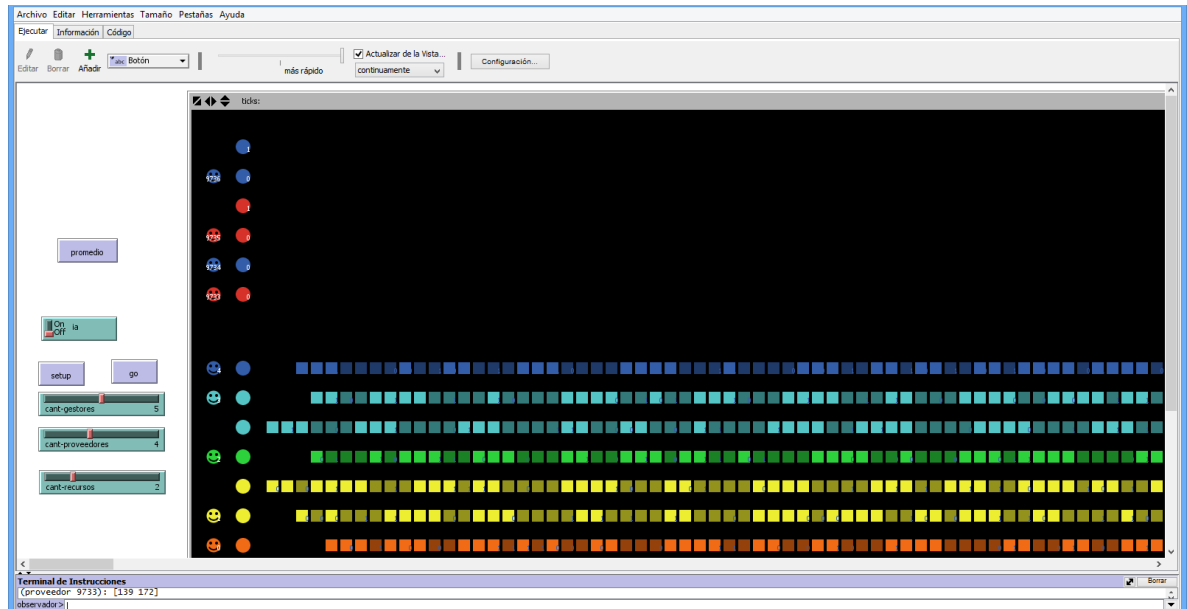 Archivo Editar Herramientas Tamaño Pestañas Ayuda
Ejecutar Información Código
Editar Borrar Añadir abc Botón más rápido Actualizar de la Vista... continuamente Configuración...
ticks:
1
9736 0
1
9735 0
promedio
9734 0
9733 0
On
Off ia
setup go
cant-gestores 5
cant-proveedores 4
cant-recursos 2
Terminal de Instrucciones Borrar
(proveedor 9733): [139 172]
observador>